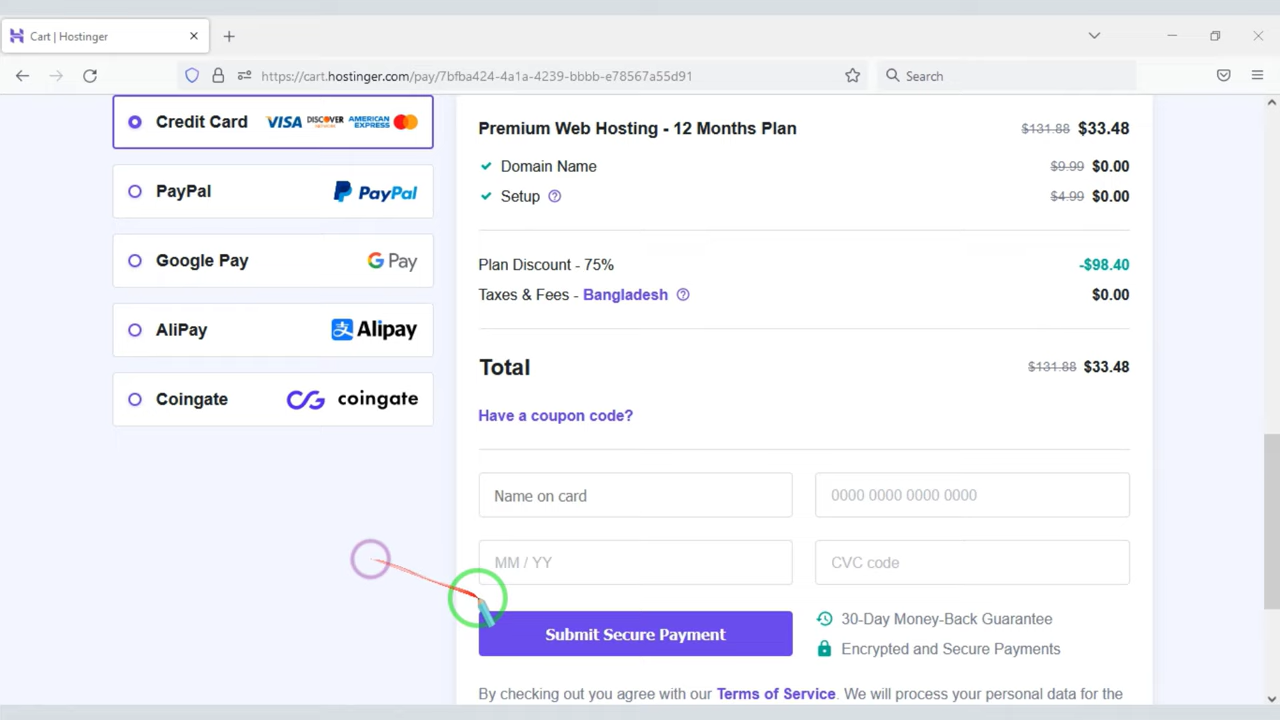 Cart | Hostinger
https://cart.hostinger.com/pay/7bfba424-4a1a-4239-bbbb-e78567a55d91
Search
Credit Card VISA DISCOVER NETWORK AMERICAN EXPRESS
PayPal PayPal
Google Pay G Pay
AliPay Alipay
Coingate coingate
Premium Web Hosting - 12 Months Plan $131.88 $33.48
Domain Name $9.99 $0.00
Setup $4.99 $0.00
Plan Discount - 75% -$98.40
Taxes & Fees - Bangladesh $0.00
Total $131.88 $33.48
Have a coupon code?
Name on card 0000 0000 0000 0000
MM / YY CVC code
Submit Secure Payment
30-Day Money-Back Guarantee
Encrypted and Secure Payments
By checking out you agree with our Terms of Service. We will process your personal data for the